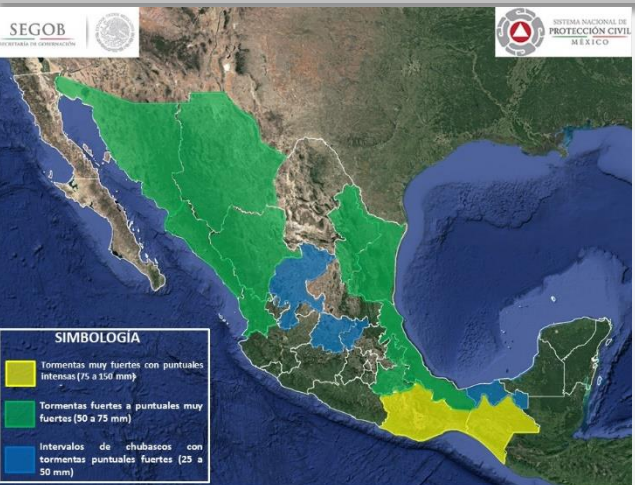 SEGOB
SECRETARÍA DE GOBERNACIÓN
SISTEMA NACIONAL DE
PROTECCIÓN CIVIL
MÉXICO
SIMBOLOGÍA
Tormentas muy fuertes con puntuales
intensas (75 a 150 mm)
Tormentas fuertes a puntuales muy
fuertes (50 a 75 mm)
Intervalos de chubascos con
tormentas puntuales fuertes (25 a
50 mm)